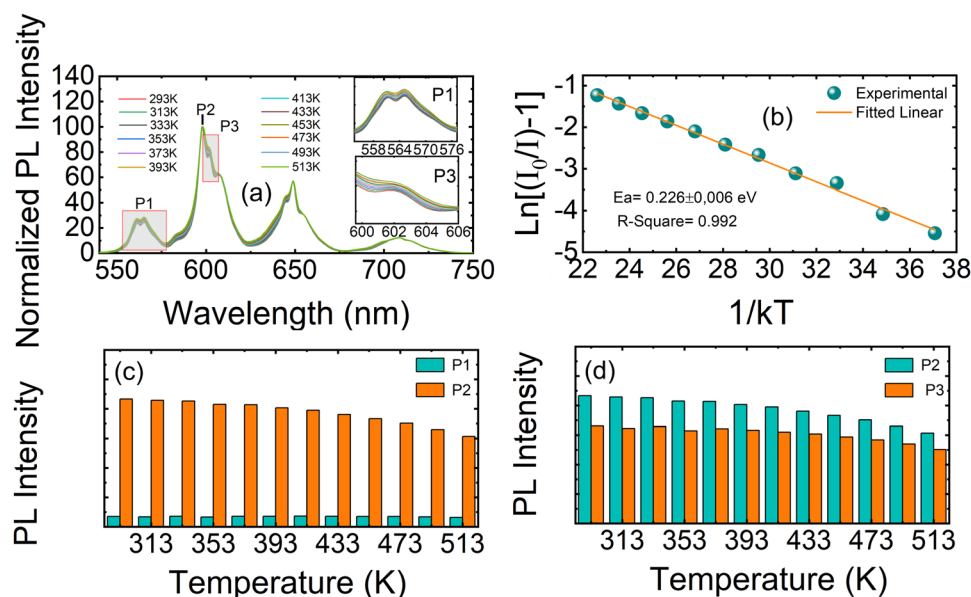 Normalized PL Intensity
140
120
100
80
60
40
20
0
293K
313K
333K
353K
373K
393K
413K
433K
453K
473K
493K
513K
P1
P2
P3
(a)
P1
558 564 570 576
P3
600 602 604 606
550 600 650 700 750
Wavelength (nm)
Ln[(I0/I)-1]
-1
-2
-3
-4
-5
(b)
Experimental
Fitted Linear
Ea= 0.226±0,006 eV
R-Square= 0.992
22 24 26 28 30 32 34 36 38
1/kT
PL Intensity
(c)
P1
P2
313 353 393 433 473 513
Temperature (K)
PL Intensity
(d)
P2
P3
313 353 393 433 473 513
Temperature (K)